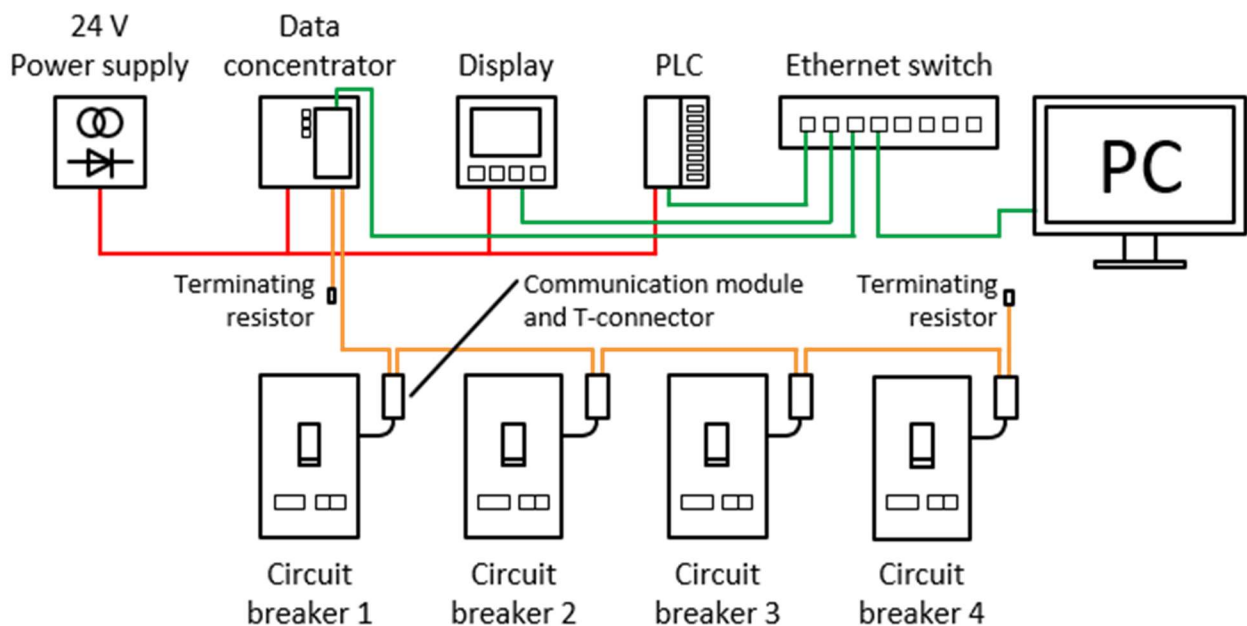 24 V
Power supply
Data
concentrator
Display
PLC
Ethernet switch
PC
Terminating
resistor
Communication module
and T-connector
Terminating
resistor
Circuit
breaker 1
Circuit
breaker 2
Circuit
breaker 3
Circuit
breaker 4